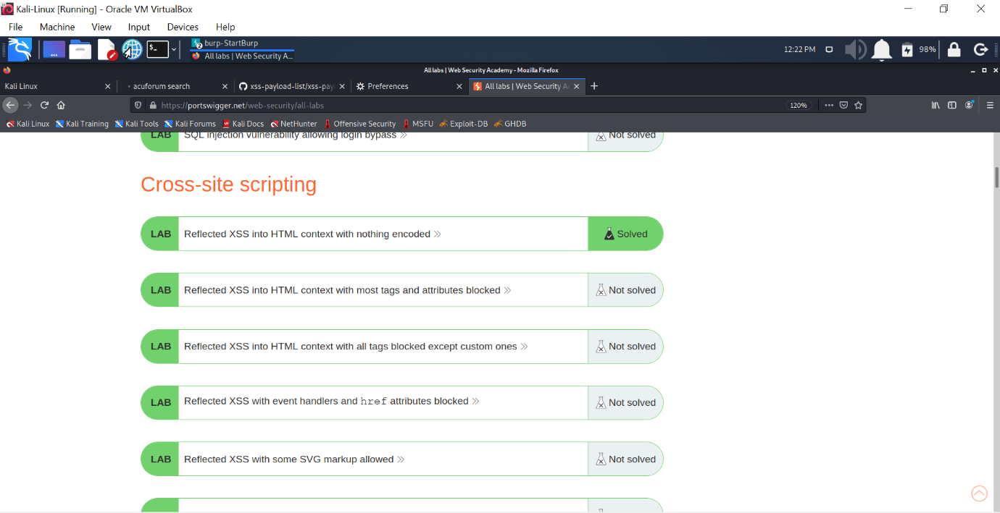 Kali-Linux [Running] - Oracle VM VirtualBox
File Machine View Input Devices Help
burp-StartBurp
All labs | Web Security A...
12:22 PM 98%
All labs | Web Security Academy - Mozilla Firefox
Kali Linux acuforum search xss-payload-list/xss-payl Preferences All labs | Web Security Ac
https://portswigger.net/web-security/all-labs 120%
Kali Linux Kali Training Kali Tools Kali Forums Kali Docs NetHunter Offensive Security MSFU Exploit-DB GHDB
LAB SQL injection vulnerability allowing login bypass Not solved
Cross-site scripting
LAB Reflected XSS into HTML context with nothing encoded Solved
LAB Reflected XSS into HTML context with most tags and attributes blocked Not solved
LAB Reflected XSS into HTML context with all tags blocked except custom ones Not solved
LAB Reflected XSS with event handlers and href attributes blocked Not solved
LAB Reflected XSS with some SVG markup allowed Not solved